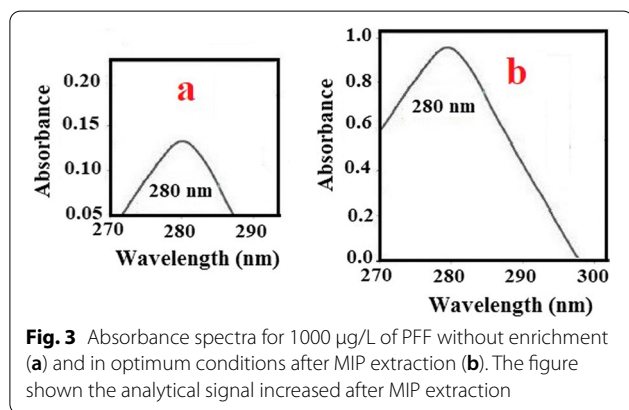 a
0.20
0.15
0.10
0.05
Absorbance
280 nm
270 280 290
Wavelength (nm)
b
1.0
0.8
0.6
0.4
0.2
0.0
Absorbance
280 nm
270 280 290 300
Wavelength (nm)
Fig. 3 Absorbance spectra for 1000 µg/L of PFF without enrichment
(a) and in optimum conditions after MIP extraction (b). The figure
shown the analytical signal increased after MIP extraction